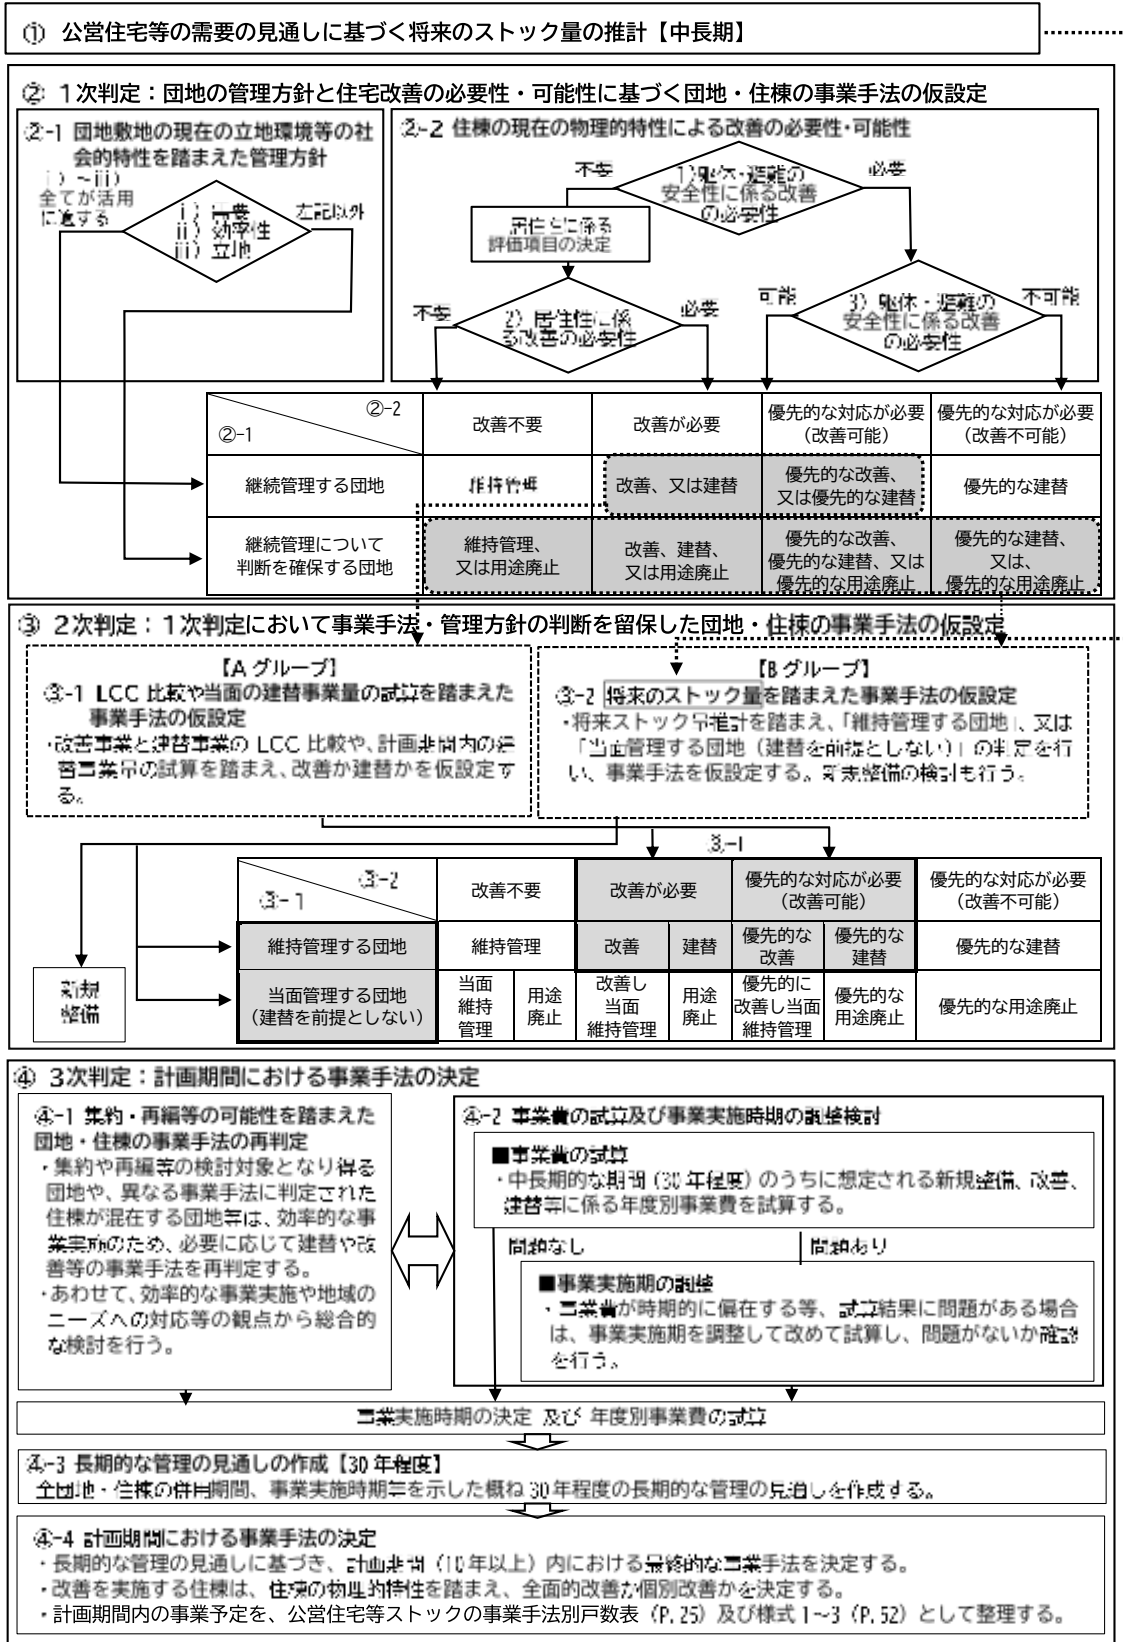 ① 公営住宅等の需要の見通しに基づく将来のストック量の推計【中長期】
② 1次判定：団地の管理方針と住宅改善の必要性・可能性に基づく団地・住棟の事業手法の仮設定
②-1 団地敷地の現在の立地環境等の社
会的特性を踏まえた管理方針
ⅰ）～ⅲ）
全てが活用
に適する
ⅰ）需要
ⅱ）効率性
ⅲ）立地
左記以外
②-2 住棟の現在の物理的特性による改善の必要性・可能性
不要
1)躯体・避難の
安全性に係る改善
の必要性
必要
居住性に係る
評価項目の決定
不要
2）居住性に係
る改善の必要性
必要
可能
3）躯体・避難の
安全性に係る改善
の必要性
不可能
②-2
②-1
改善不要
改善が必要
優先的な対応が必要
（改善可能）
優先的な対応が必要
（改善不可能）
継続管理する団地
維持管理
改善、又は建替
優先的な改善、
又は優先的な建替
優先的な建替
継続管理について
判断を確保する団地
維持管理、
又は用途廃止
改善、建替、
又は用途廃止
優先的な改善、
優先的な建替、又は
優先的な用途廃止
優先的な建替、
又は、
優先的な用途廃止
③ 2次判定：1次判定において事業手法・管理方針の判断を留保した団地・住棟の事業手法の仮設定
【Aグループ】
③-1 LCC 比較や当面の建替事業量の試算を踏まえた
事業手法の仮設定
・改善事業と建替事業の LCC 比較や、計画期間内の建
替事業量の試算を踏まえ、改善か建替かを仮設定す
る。
【Bグループ】
③-2 将来のストック量を踏まえた事業手法の仮設定
・将来ストック量推計を踏まえ、「維持管理する団地」、又は
「当面管理する団地（建替を前提としない）」の判定を行
い、事業手法を仮設定する。新規整備の検討も行う。
③-1
③-2
③-1
改善不要
改善が必要
優先的な対応が必要
（改善可能）
優先的な対応が必要
（改善不可能）
維持管理する団地
維持管理
改善
建替
優先的な
改善
優先的な
建替
優先的な建替
新規
整備
当面管理する団地
（建替を前提としない）
当面
維持
管理
用途
廃止
改善し
当面
維持管理
用途
廃止
優先的に
改善し当面
維持管理
優先的な
用途廃止
優先的な用途廃止
④ 3次判定：計画期間における事業手法の決定
④-1 集約・再編等の可能性を踏まえた
団地・住棟の事業手法の再判定
・集約や再編等の検討対象となり得る
団地や、異なる事業手法に判定された
住棟が混在する団地等は、効率的な事
業実施のため、必要に応じて建替や改
善等の事業手法を再判定する。
・あわせて、効率的な事業実施や地域の
ニーズへの対応等の観点から総合的
な検討を行う。
④-2 事業費の試算及び事業実施時期の調整検討
■事業費の試算
・中長期的な期間（30 年程度）のうちに想定される新規整備、改善、
建替等に係る年度別事業費を試算する。
問題なし
問題あり
■事業実施期の調整
・事業費が時期的に偏在する等、試算結果に問題がある場合
は、事業実施期を調整して改めて試算し、問題がないか確認
を行う。
事業実施時期の決定 及び 年度別事業費の試算
④-3 長期的な管理の見通しの作成【30 年程度】
全団地・住棟の併用期間、事業実施時期等を示した概ね 30 年程度の長期的な管理の見通しを作成する。
④-4 計画期間における事業手法の決定
・長期的な管理の見通しに基づき、計画期間（10 年以上）内における最終的な事業手法を決定する。
・改善を実施する住棟は、住棟の物理的特性を踏まえ、全面的改善か個別改善かを決定する。
・計画期間内の事業予定を、公営住宅等ストックの事業手法別戸数表（P.25）及び様式 1～3（P.52）として整理する。